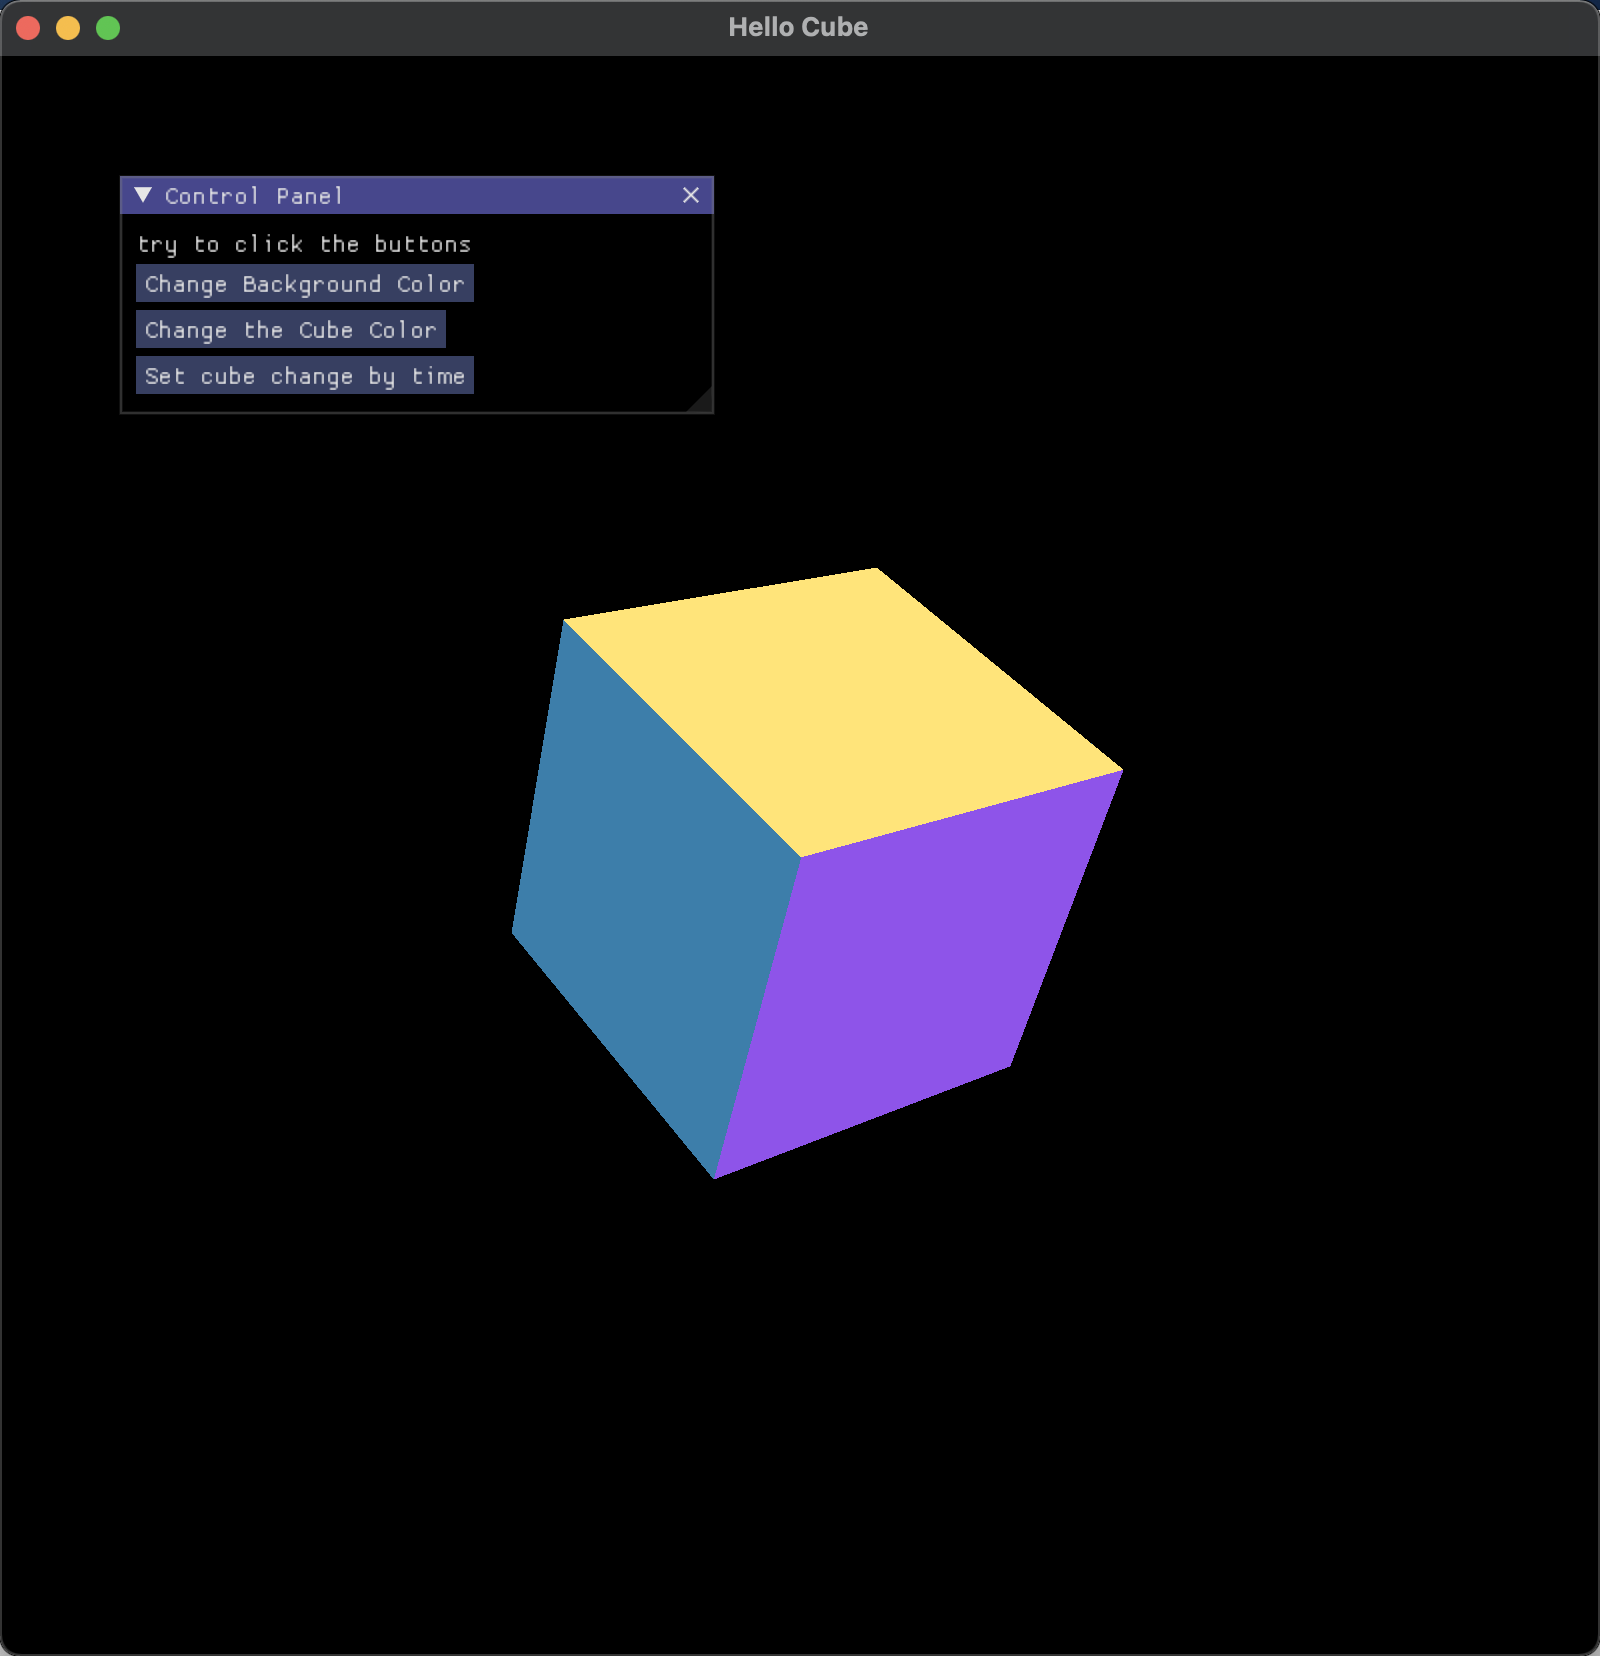 Hello Cube
Control Panel
try to click the buttons
Change Background Color
Change the Cube Color
Set cube change by time